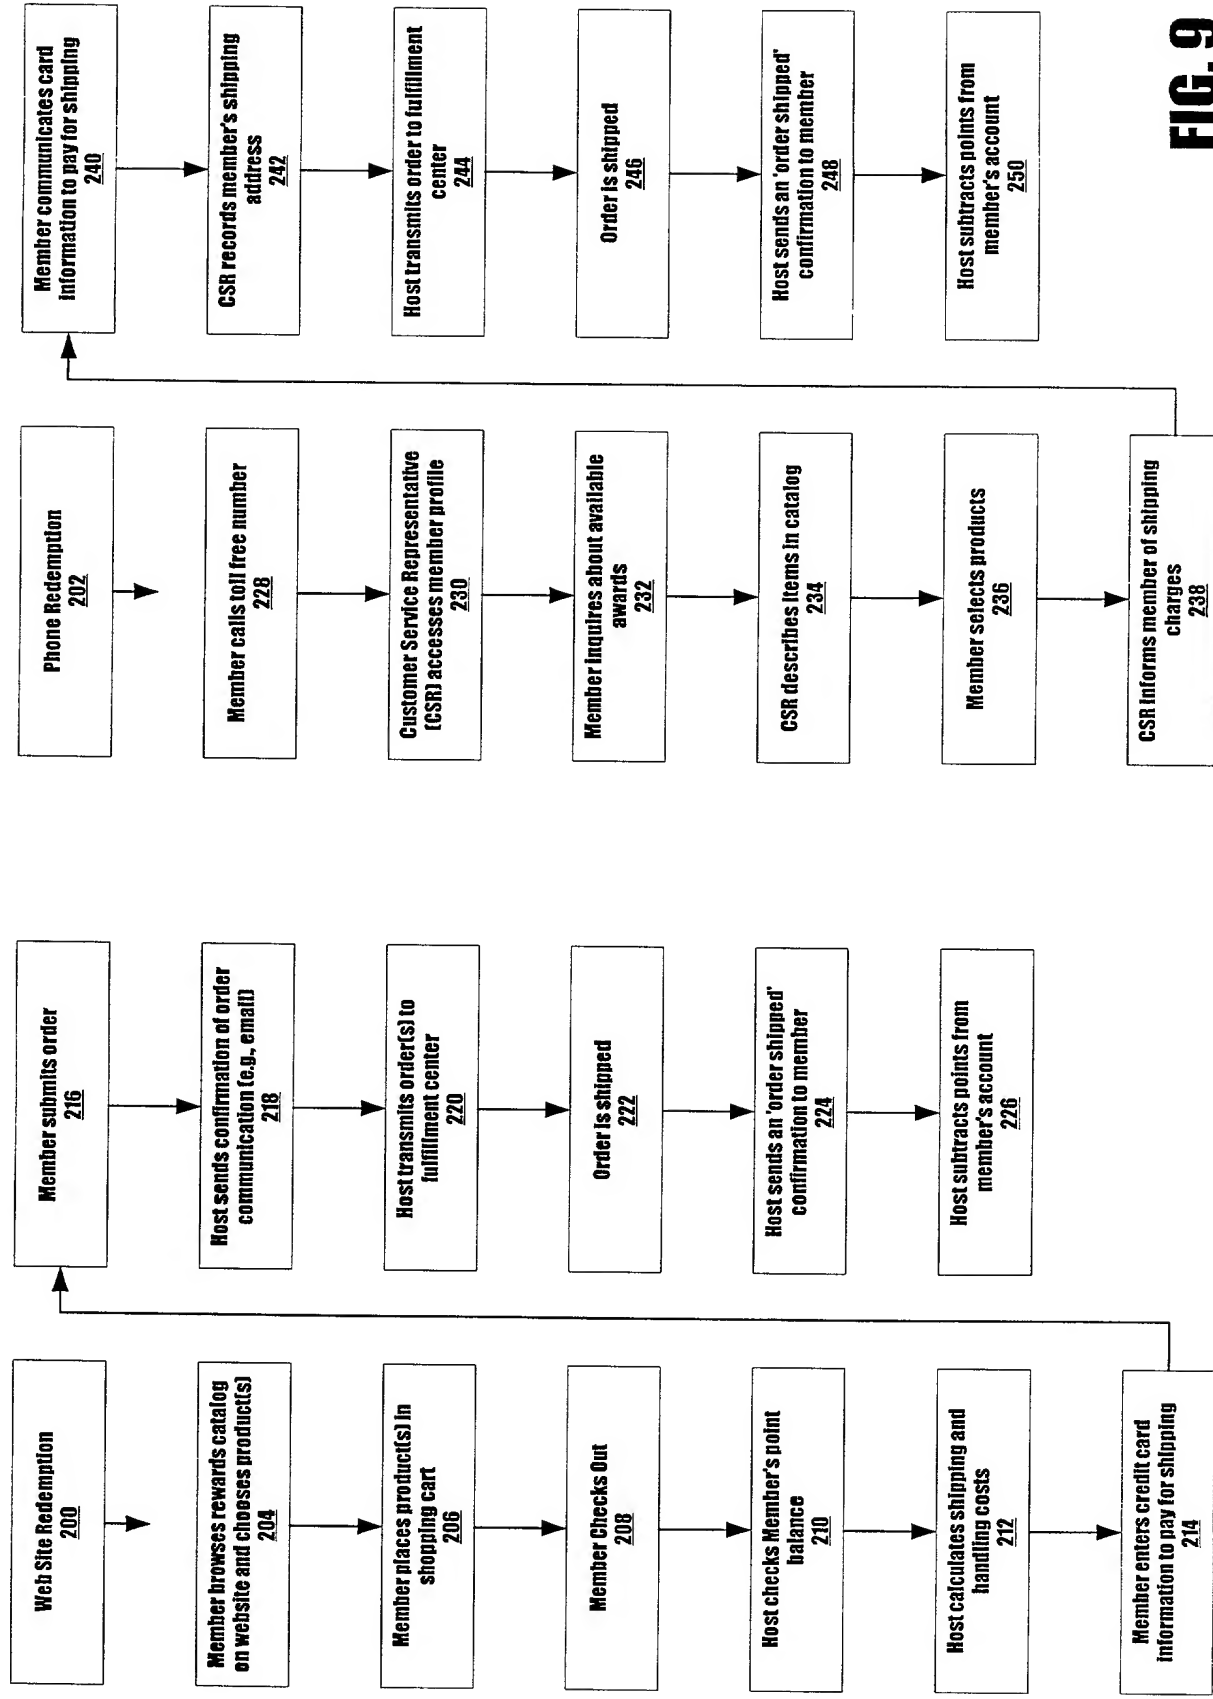 Web Site Redemption
200
Member browses rewards catalog
on website and chooses product(s)
204
Member places product(s) in
shopping cart
206
Member Checks Out
208
Host checks Member's point
balance
210
Host calculates shipping and
handling costs
212
Member enters credit card
information to pay for shipping
214
Member submits order
216
Host sends confirmation of order
communication (e.g., email)
218
Host transmits order(s) to
fulfillment center
220
Order is shipped
222
Host sends an 'order shipped'
confirmation to member
224
Host subtracts points from
member's account
226
Phone Redemption
202
Member calls toll free number
228
Customer Service Representative
(CSR) accesses member profile
230
Member inquires about available
awards
232
CSR describes items in catalog
234
Member selects products
236
CSR informs member of shipping
charges
238
Member communicates card
information to pay for shipping
240
CSR records member's shipping
address
242
Host transmits order to fulfillment
center
244
Order is shipped
246
Host sends an 'order shipped'
confirmation to member
248
Host subtracts points from
member's account
250
FIG. 9